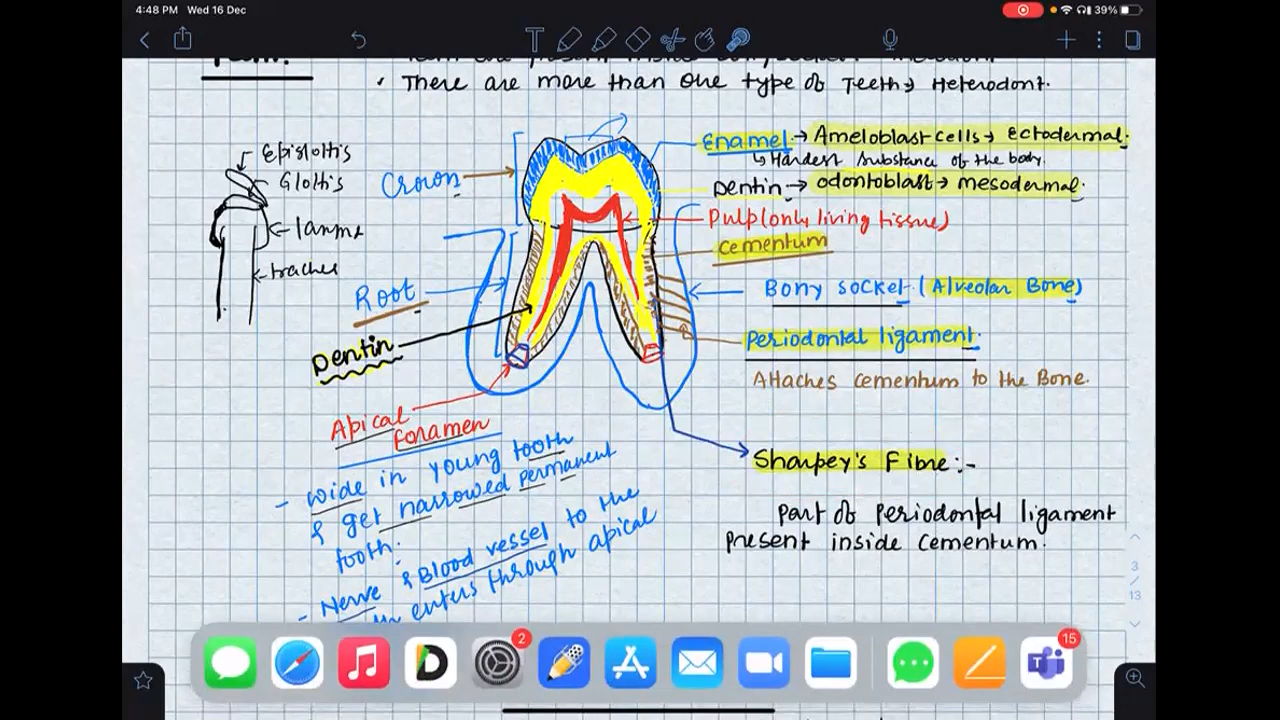 4:48 PM Wed 16 Dec
39%
There are more than one type of Teeth→ Heterodont.
Epiglottis
Glottis
trachea
Crown
Root
Dentin
Apical
foramen
- wide in young tooth
& get narrowed permanent
tooth.
- Nerve & Blood vessel to the
enters through apical
Enamel → Ameloblast cells → Ectodermal.
↳ Hardest substance of the body.
Dentin → odontoblast → mesodermal.
Pulp(only living tissue)
cementum
Bony socket (Alveolar Bone)
Periodontal ligament.
Attaches cementum to the Bone.
Sharpey's Fibre :-
Part of periodontal ligament
present inside cementum.
3
/
13
2
15